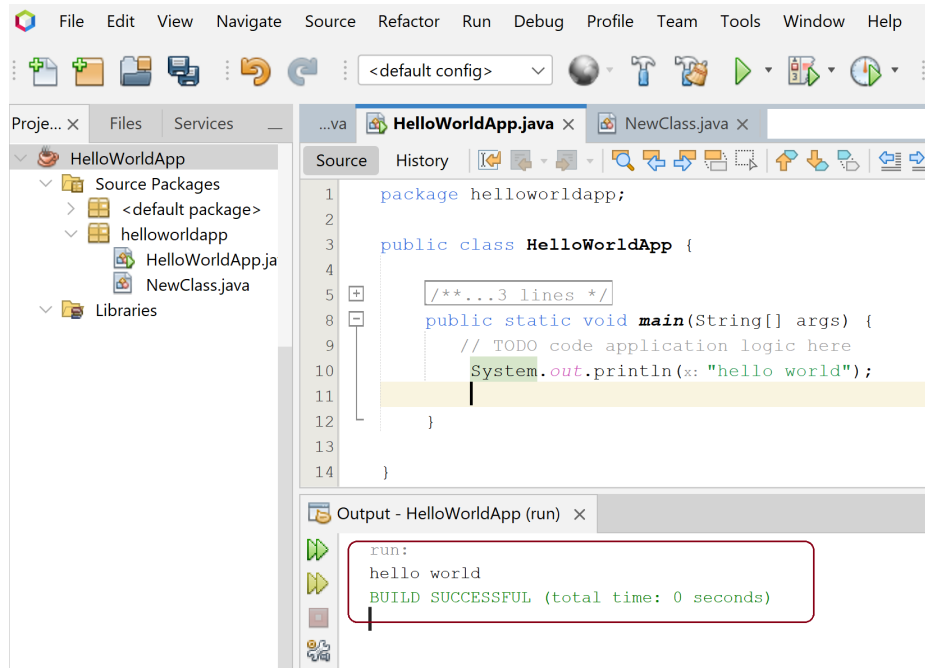 File Edit View Navigate Source Refactor Run Debug Profile Team Tools Window Help
<default config>
Proje... Files Services
HelloWorldApp
Source Packages
<default package>
helloworldapp
HelloWorldApp.ja
NewClass.java
Libraries
...va HelloWorldApp.java NewClass.java
Source History
1 package helloworldapp;
2
3 public class HelloWorldApp {
4
5 /**...3 lines */
8 public static void main(String[] args) {
9 // TODO code application logic here
10 System.out.println(x: "hello world");
11
12 }
13
14 }
Output - HelloWorldApp (run)
run:
hello world
BUILD SUCCESSFUL (total time: 0 seconds)